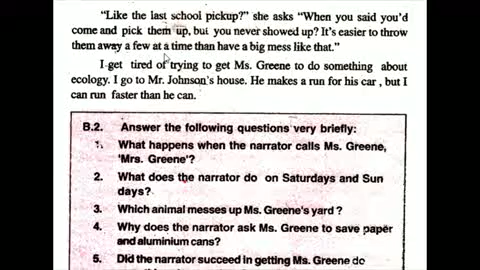 "Like the last school pickup?" she asks "When you said you'd
come and pick them up, but you never showed up? It's easier to throw
them away a few at a time than have a big mess like that."
I get tired of trying to get Ms. Greene to do something about
ecology. I go to Mr. Johnson's house. He makes a run for his car, but I
can run faster than he can.
B.2. Answer the following questions very briefly:
1. What happens when the narrator calls Ms. Greene,
'Mrs. Greene'?
2. What does the narrator do on Saturdays and Sun
days?
3. Which animal messes up Ms. Greene's yard ?
4. Why does the narrator ask Ms. Greene to save paper
and aluminium cans?
5. Did the narrator succeed in getting Ms. Greene do